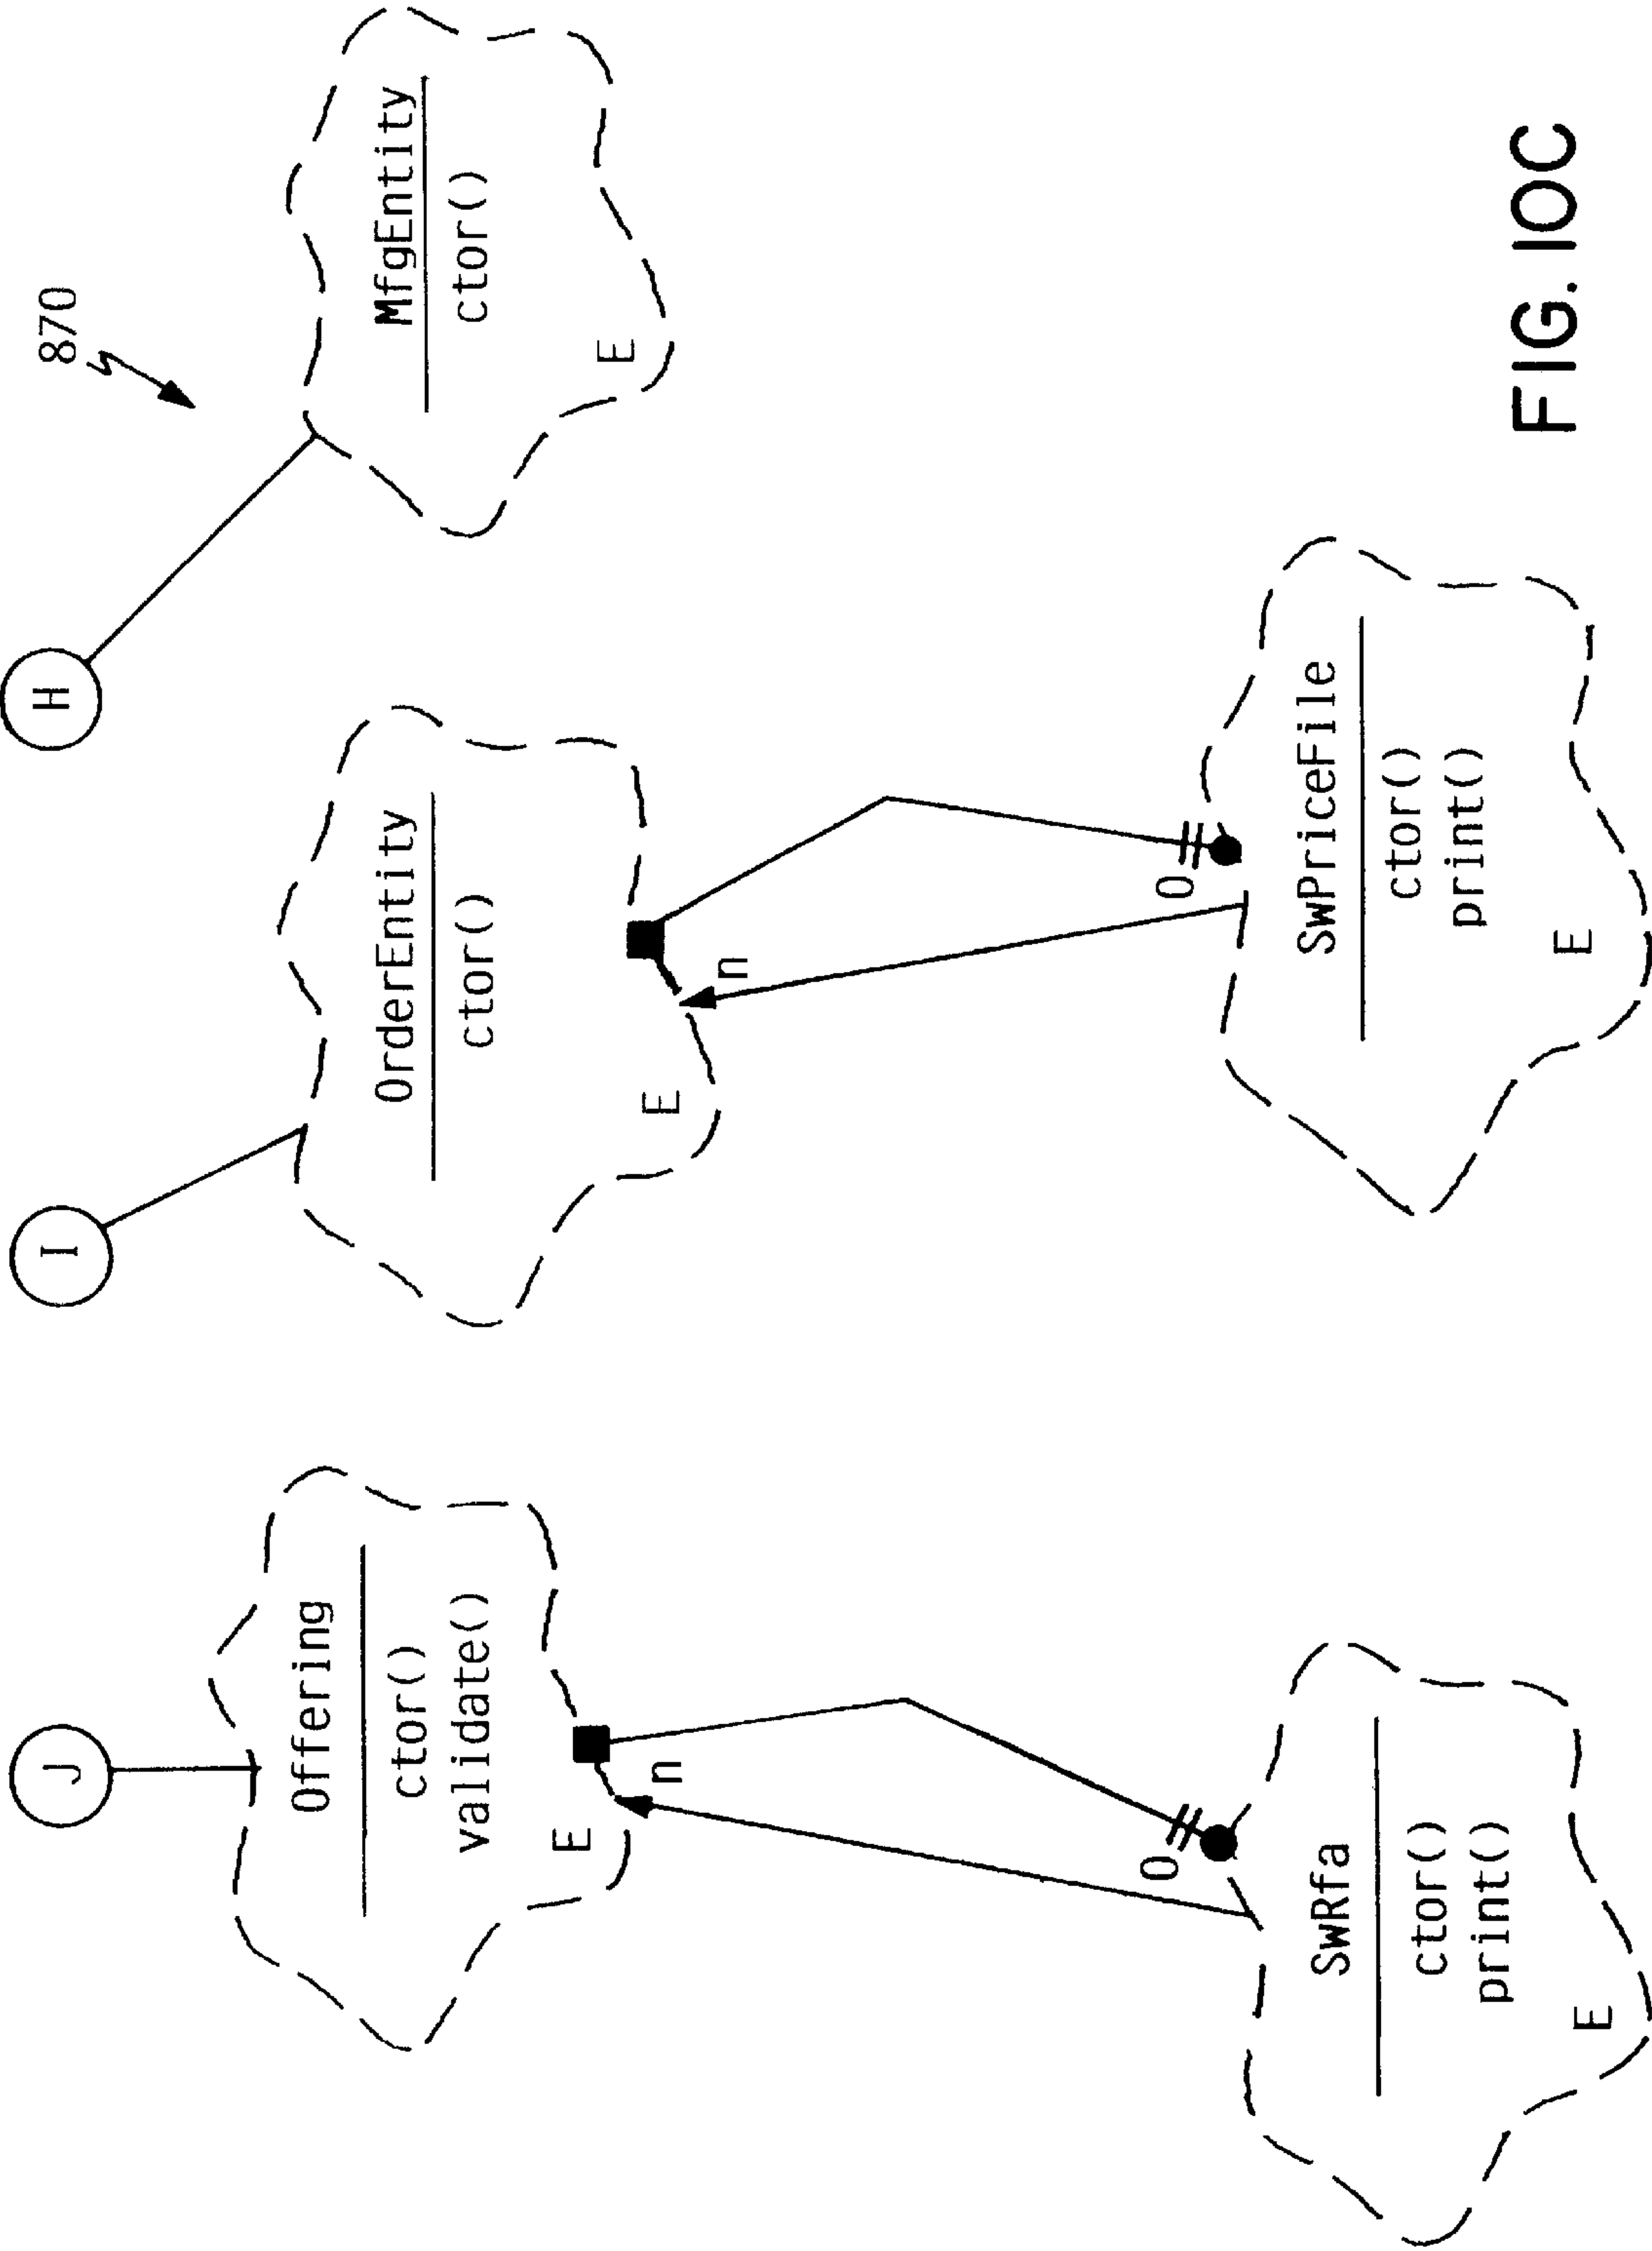 870
J
I
H
Offering
ctor()
validate()
E
n
OrderEntity
ctor()
E
n
MfgEntity
ctor()
E
0
SwRfa
ctor()
print()
E
0
SwPriceFile
ctor()
print()
E
FIG. 10C